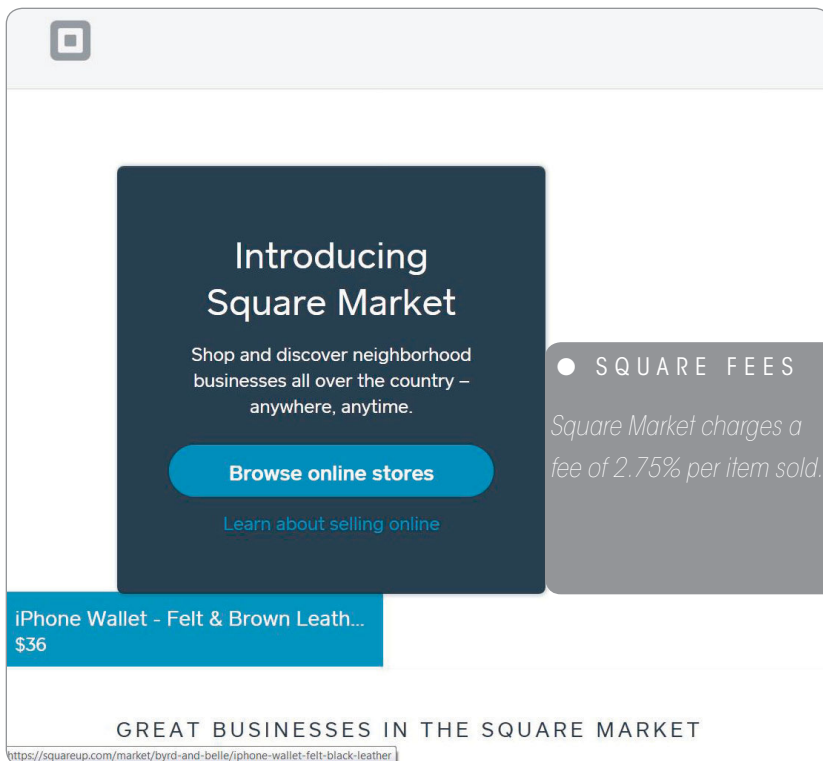 Introducing
Square Market
Shop and discover neighborhood
businesses all over the country –
anywhere, anytime.
Browse online stores
Learn about selling online
● SQUARE FEES
Square Market charges a
fee of 2.75% per item sold.
iPhone Wallet - Felt & Brown Leath...
$36
GREAT BUSINESSES IN THE SQUARE MARKET
https://squareup.com/market/byrd-and-belle/iphone-wallet-felt-black-leather